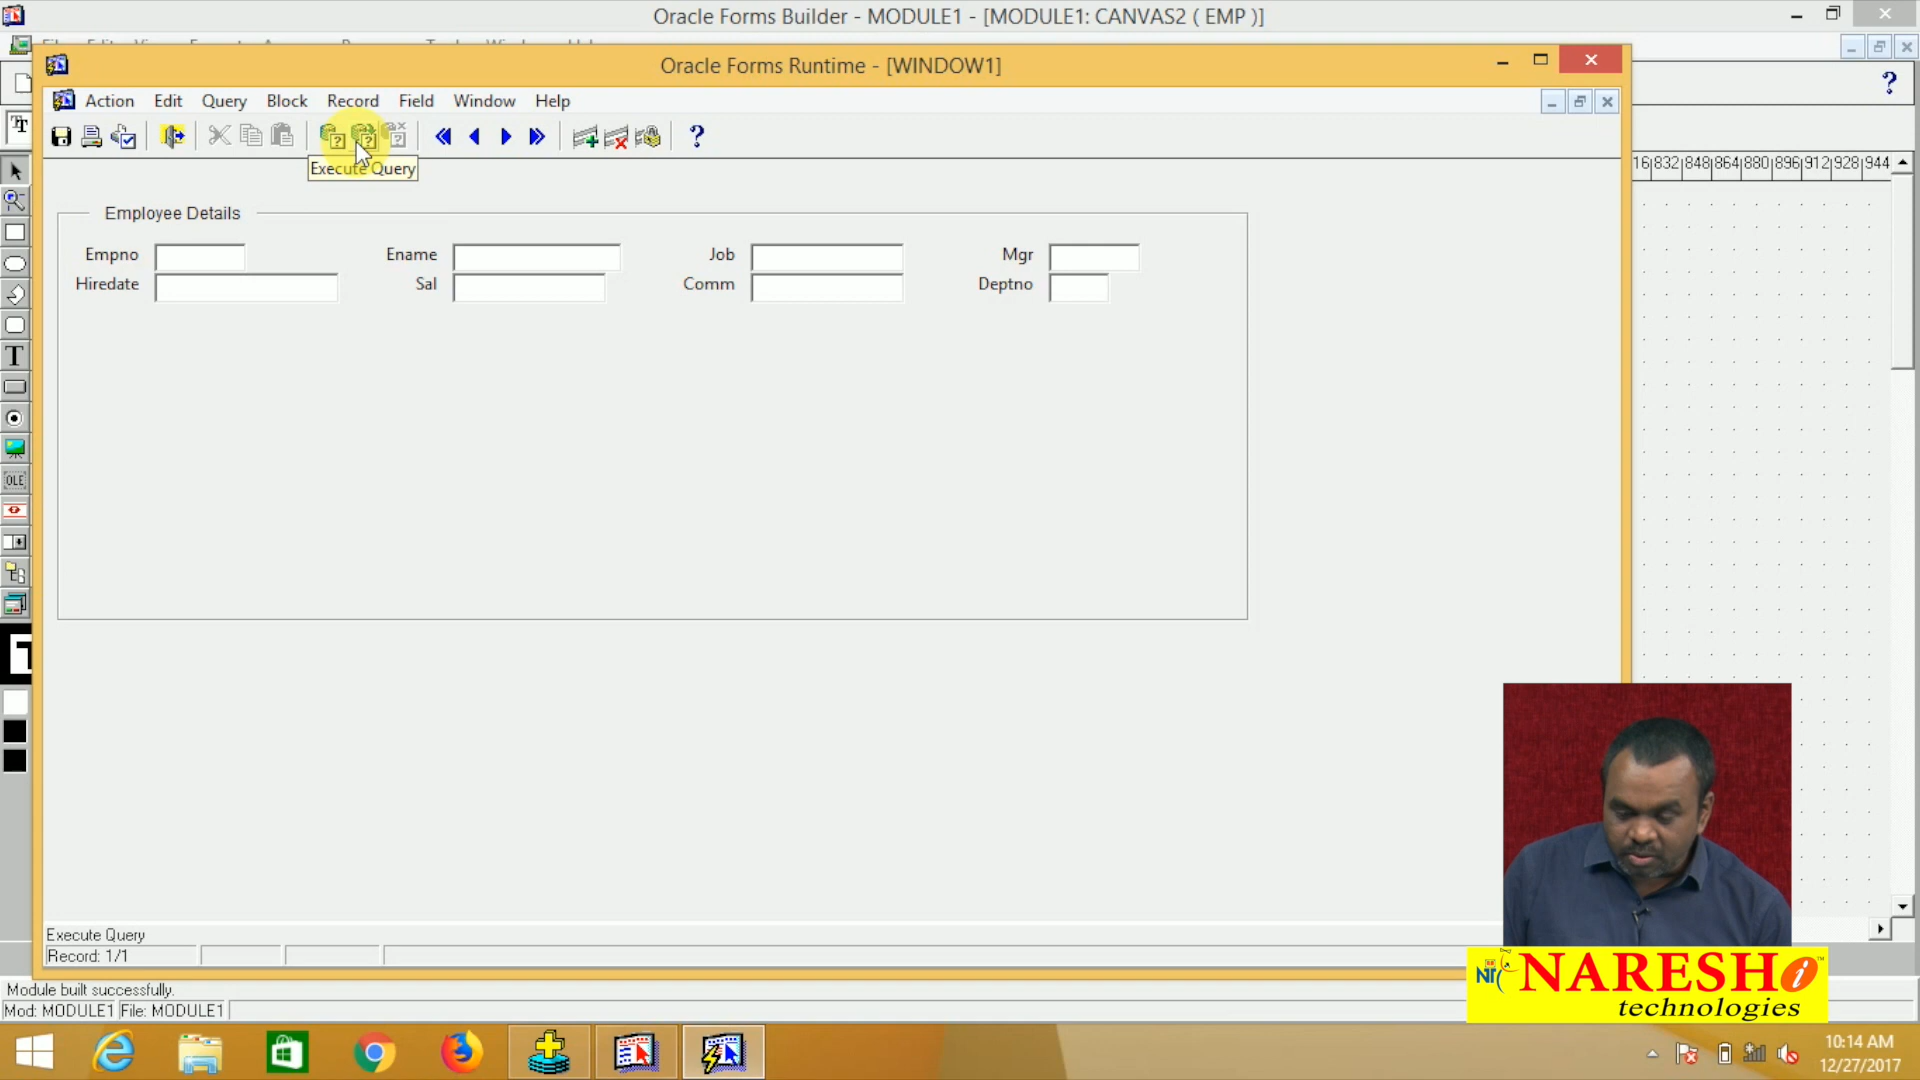 Oracle Forms Builder - MODULE1 - [MODULE1: CANVAS2 ( EMP )]
Oracle Forms Runtime - [WINDOW1]
Action Edit Query Block Record Field Window Help
Execute Query
16|832|848|864|880|896|912|928|944
Employee Details
Empno Ename Job Mgr
Hiredate Sal Comm Deptno
T
OLE
Execute Query
Record: 1/1
Module built successfully.
Mod: MODULE1 File: MODULE1
NARESH i
technologies
10:14 AM
12/27/2017